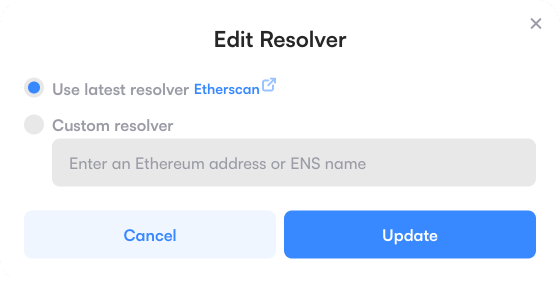 Edit Resolver
Use latest resolver Etherscan
Custom resolver
Enter an Ethereum address or ENS name
Cancel
Update